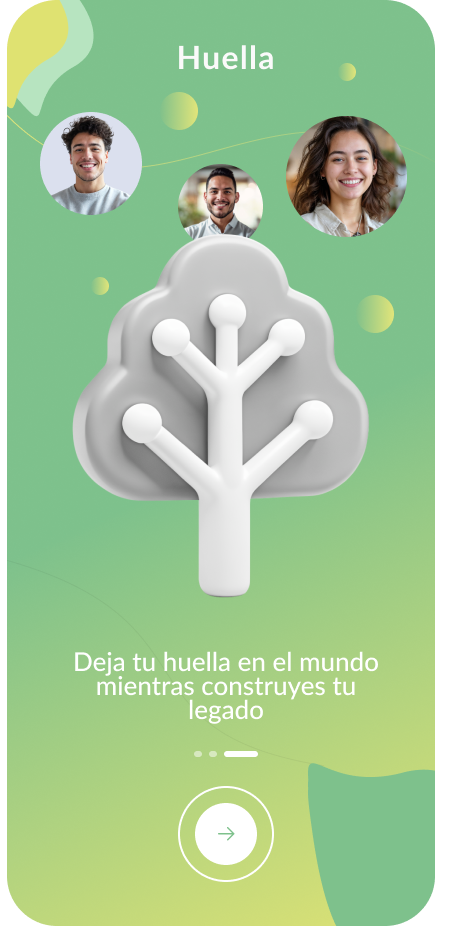 Huella
Deja tu huella en el mundo
mientras construyes tu
legado